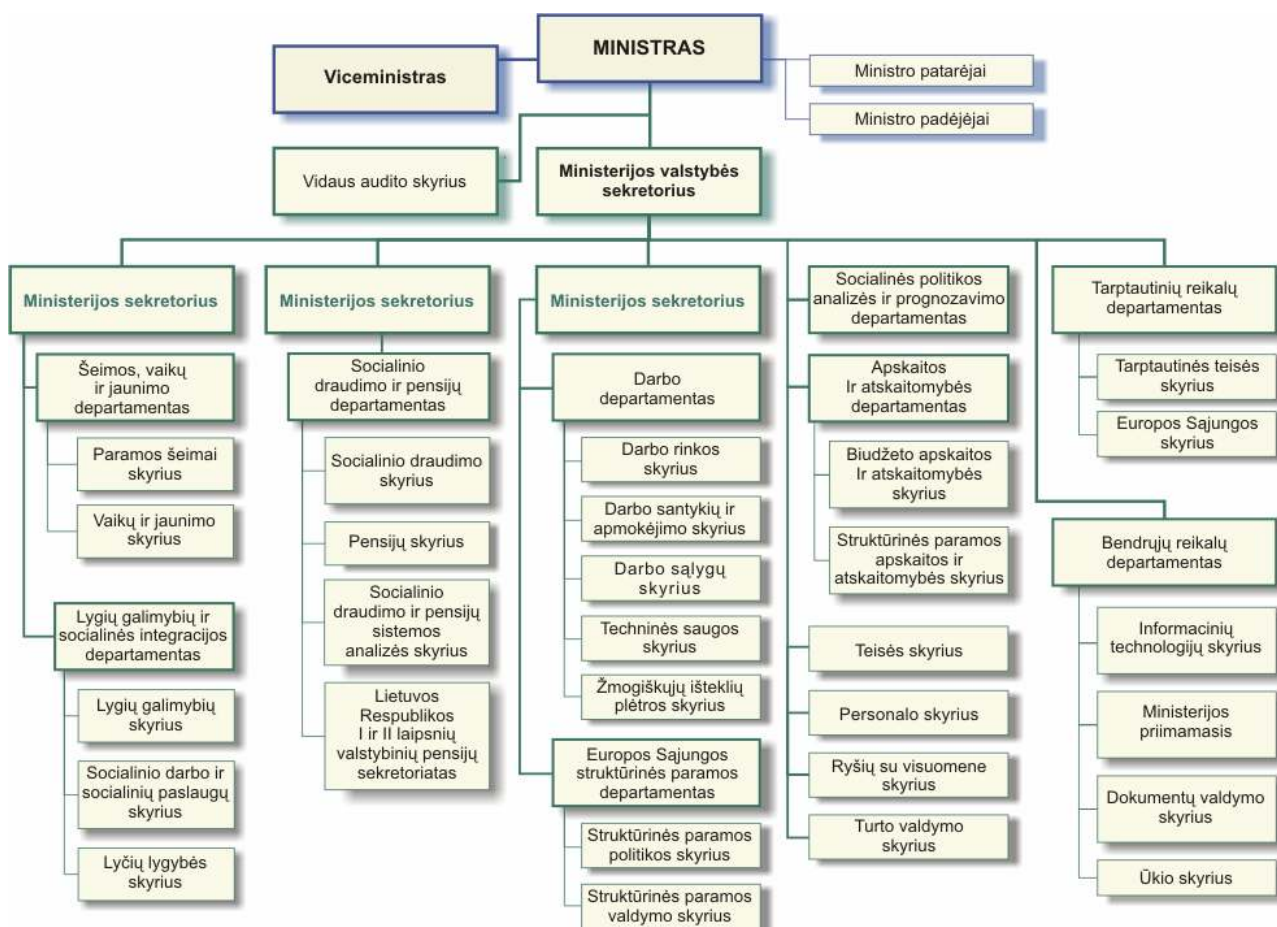 MINISTRAS
Viceministras
Ministro patarėjai
Ministro padėjėjai
Vidaus audito skyrius
Ministerijos valstybės
sekretorius
Ministerijos sekretorius
Šeimos, vaikų
ir jaunimo
departamentas
Paramos šeimai
skyrius
Vaikų ir jaunimo
skyrius
Lygių galimybių ir
socialinės integracijos
departamentas
Lygių galimybių
skyrius
Socialinio darbo ir
socialinių paslaugų
skyrius
Lyčių lygybės
skyrius
Ministerijos sekretorius
Socialinio
draudimo ir pensijų
departamentas
Socialinio draudimo
skyrius
Pensijų skyrius
Socialinio
draudimo ir pensijų
sistemos
analizés skyrius
Lietuvos
Respublikos
I ir II laipsnių
valstybinių pensijų
sekretoriatas
Ministerijos sekretorius
Darbo
departamentas
Darbo rinkos
skyrius
Darbo santykių ir
apmokėjimo skyrius
Darbo sąlygų
skyrius
Techninės saugos
skyrius
Žmogiškųjų išteklių
plėtros skyrius
Europos Sąjungos
struktūrinės paramos
departamentas
Struktūrinės paramos
politikos skyrius
Struktūrinės paramos
valdymo skyrius
Socialinės politikos
analizės ir prognozavimo
departamentas
Apskaitos
Ir atskaitomybės
departamentas
Biudžeto apskaitos
Ir atskaitomybės
skyrius
Struktūrinės paramos
apskaitos ir
atskaitomybės skyrius
Teisės skyrius
Personalo skyrius
Ryšių su visuomene
skyrius
Turto valdymo
skyrius
Tarptautinių reikalų
departamentas
Tarptautinės teisės
skyrius
Europos Sąjungos
skyrius
Bendrųjų reikalų
departamentas
Informacinių
technologijų skyrius
Ministerijos
priimamasis
Dokumentų valdymo
skyrius
Ūkio skyrius